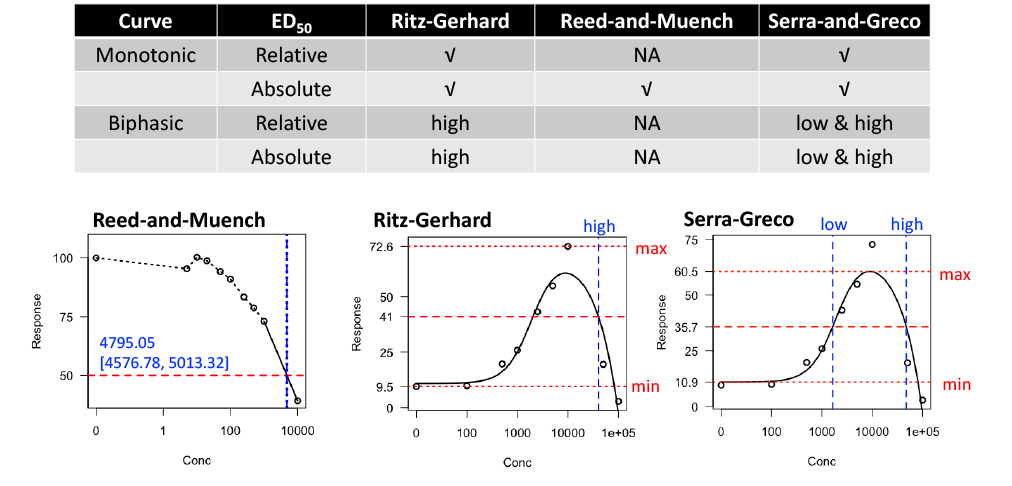 Curve ED50 Ritz-Gerhard Reed-and-Muench Serra-and-Greco
Monotonic Relative √ NA √
Absolute √ √ √
Biphasic Relative high NA low & high
Absolute high NA low & high
Reed-and-Muench
100
75
50
Response
4795.05
[4576.78, 5013.32]
0 1 100 10000
Conc
Ritz-Gerhard
high
72.6
50
41
25
9.5
0
Response
max
min
0 100 1000 10000 1e+05
Conc
Serra-Greco
low high
75
60.5
50
35.7
25
10.9
0
Response
max
min
0 100 1000 10000 1e+05
Conc